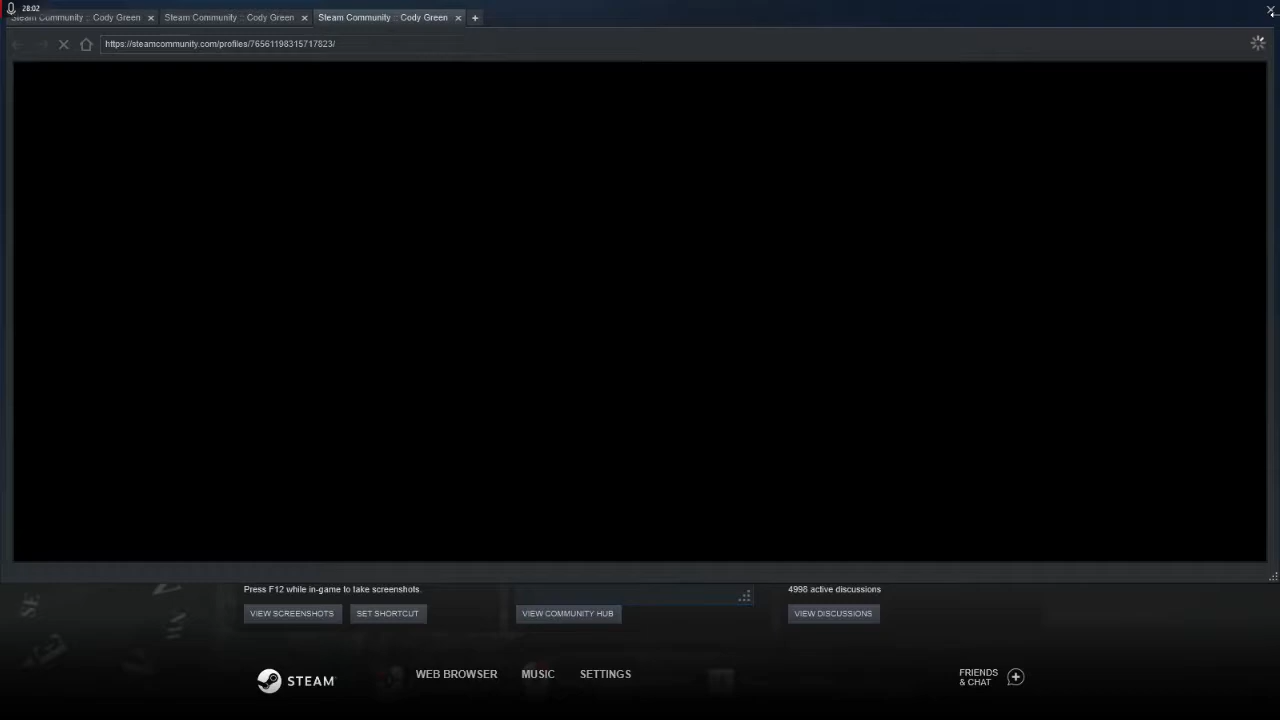 28:02
Steam Community :: Cody Green
Steam Community :: Cody Green
Steam Community :: Cody Green
https://steamcommunity.com/profiles/76561198315717823/
Press F12 while in-game to take screenshots.
4998 active discussions
VIEW SCREENSHOTS
SET SHORTCUT
VIEW COMMUNITY HUB
VIEW DISCUSSIONS
STEAM
WEB BROWSER
MUSIC
SETTINGS
FRIENDS
& CHAT